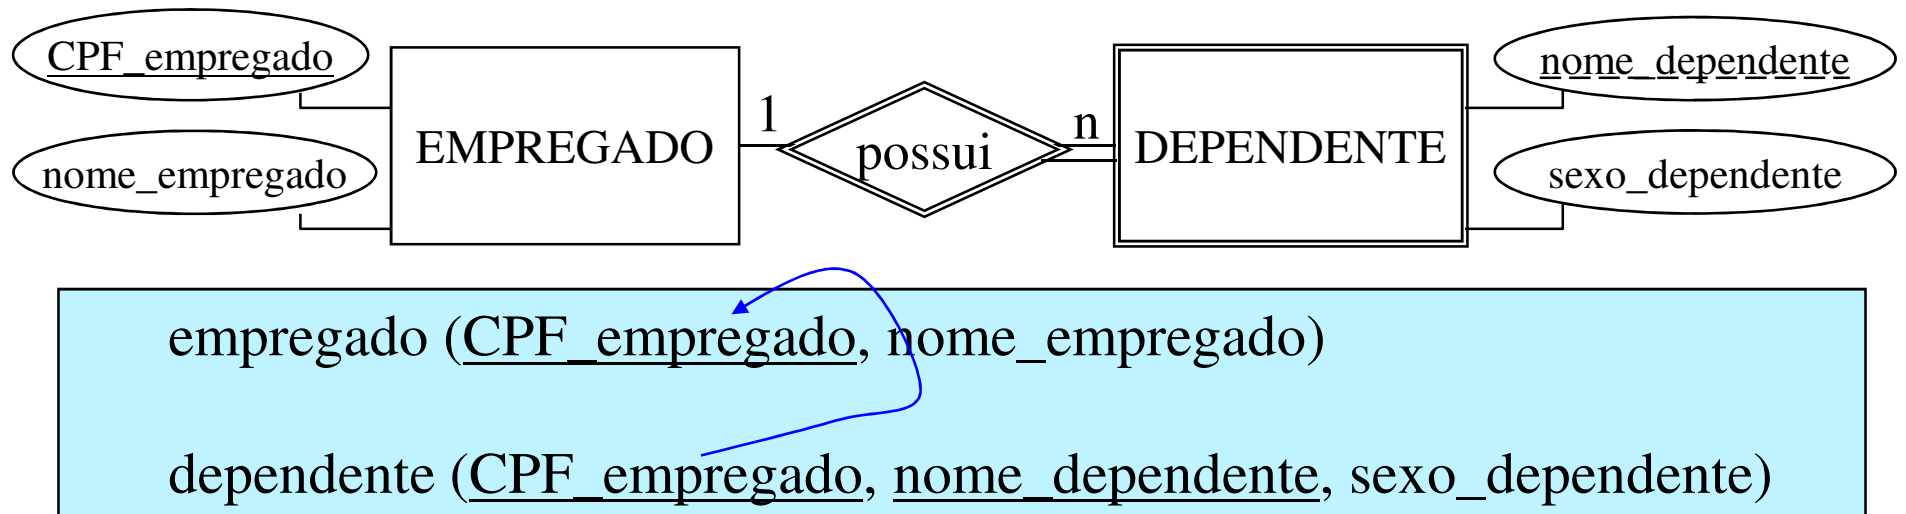 CPF_empregado
nome_empregado
EMPREGADO
1
possui
n
DEPENDENTE
nome_dependente
sexo_dependente
empregado (CPF_empregado, nome_empregado)
dependente (CPF_empregado, nome_dependente, sexo_dependente)